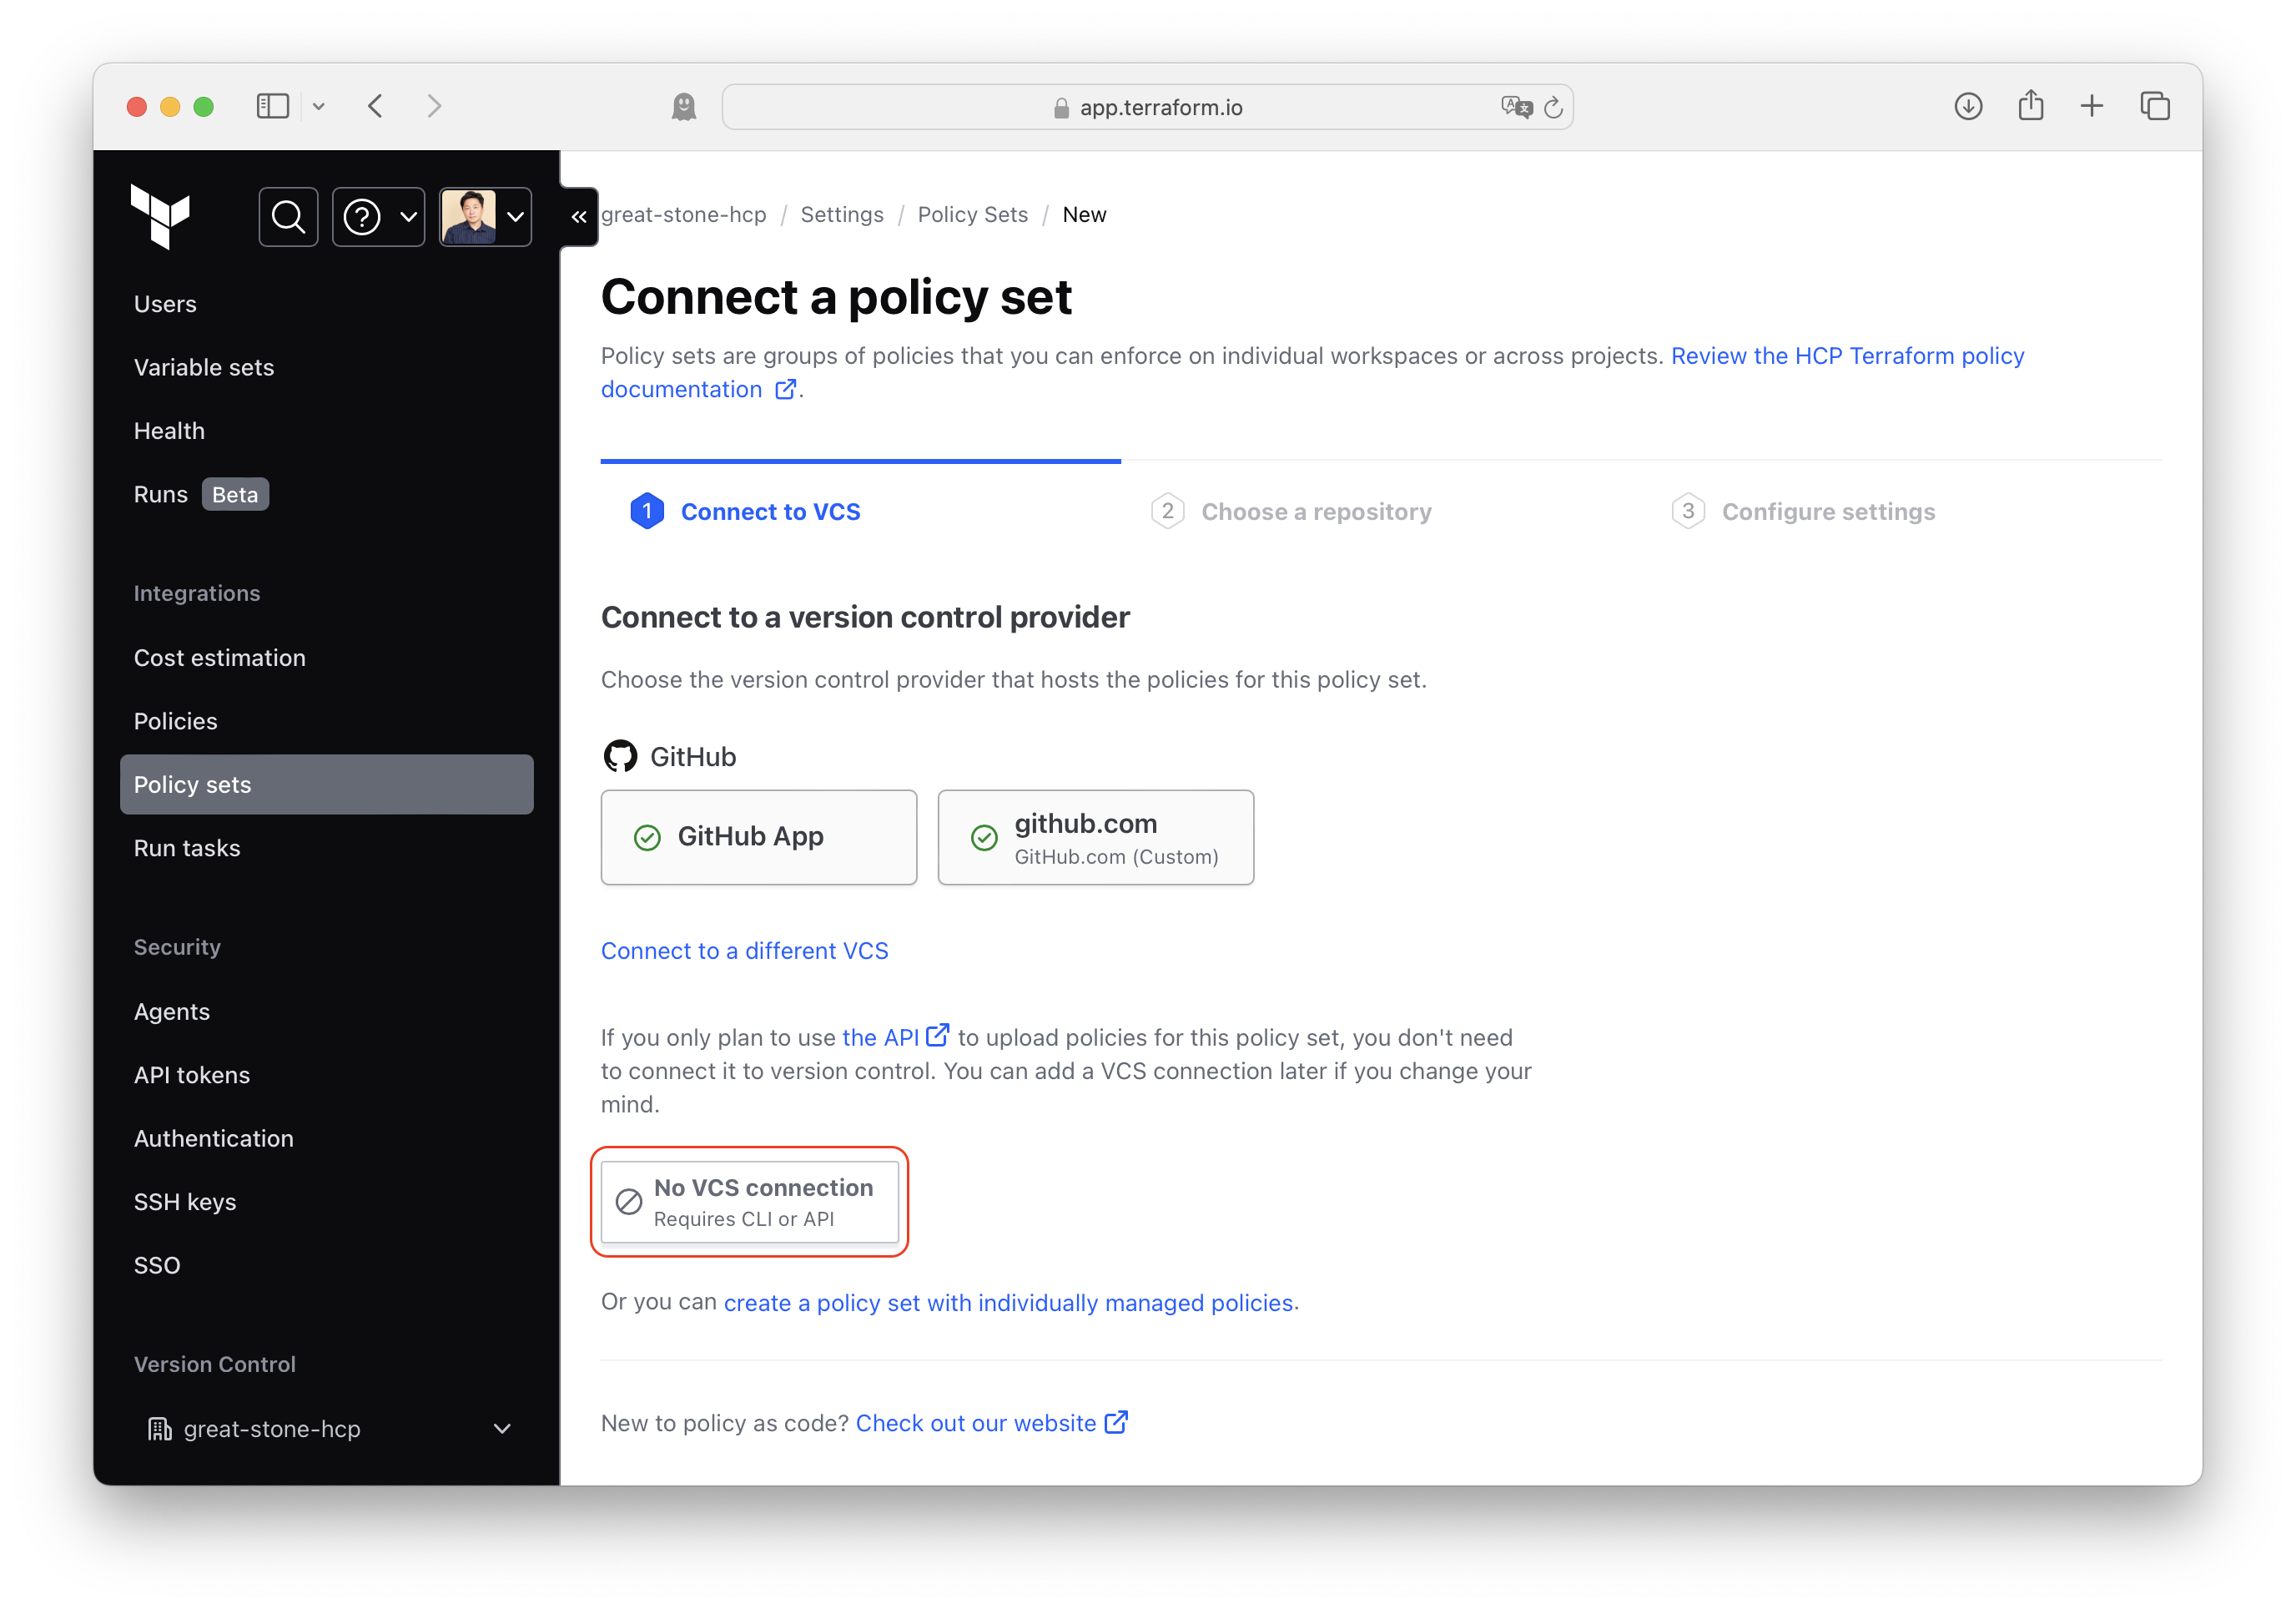 app.terraform.io
great-stone-hcp / Settings / Policy Sets / New
Users
Variable sets
Health
Runs Beta
Integrations
Cost estimation
Policies
Policy sets
Run tasks
Security
Agents
API tokens
Authentication
SSH keys
SSO
Version Control
great-stone-hcp
Connect a policy set
Policy sets are groups of policies that you can enforce on individual workspaces or across projects. Review the HCP Terraform policy
documentation .
1 Connect to VCS
2 Choose a repository
3 Configure settings
Connect to a version control provider
Choose the version control provider that hosts the policies for this policy set.
GitHub
GitHub App
github.com
GitHub.com (Custom)
Connect to a different VCS
If you only plan to use the API to upload policies for this policy set, you don't need
to connect it to version control. You can add a VCS connection later if you change your
mind.
No VCS connection
Requires CLI or API
Or you can create a policy set with individually managed policies.
New to policy as code? Check out our website